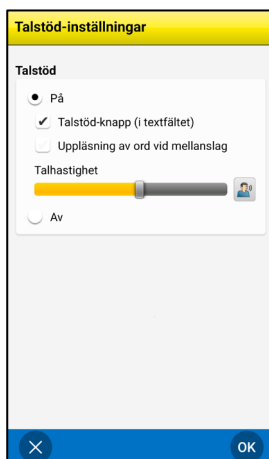 Talstöd-inställningar
Talstöd
På
Talstöd-knapp (i textfältet)
Uppläsning av ord vid mellanslag
Talhastighet
Av
OK